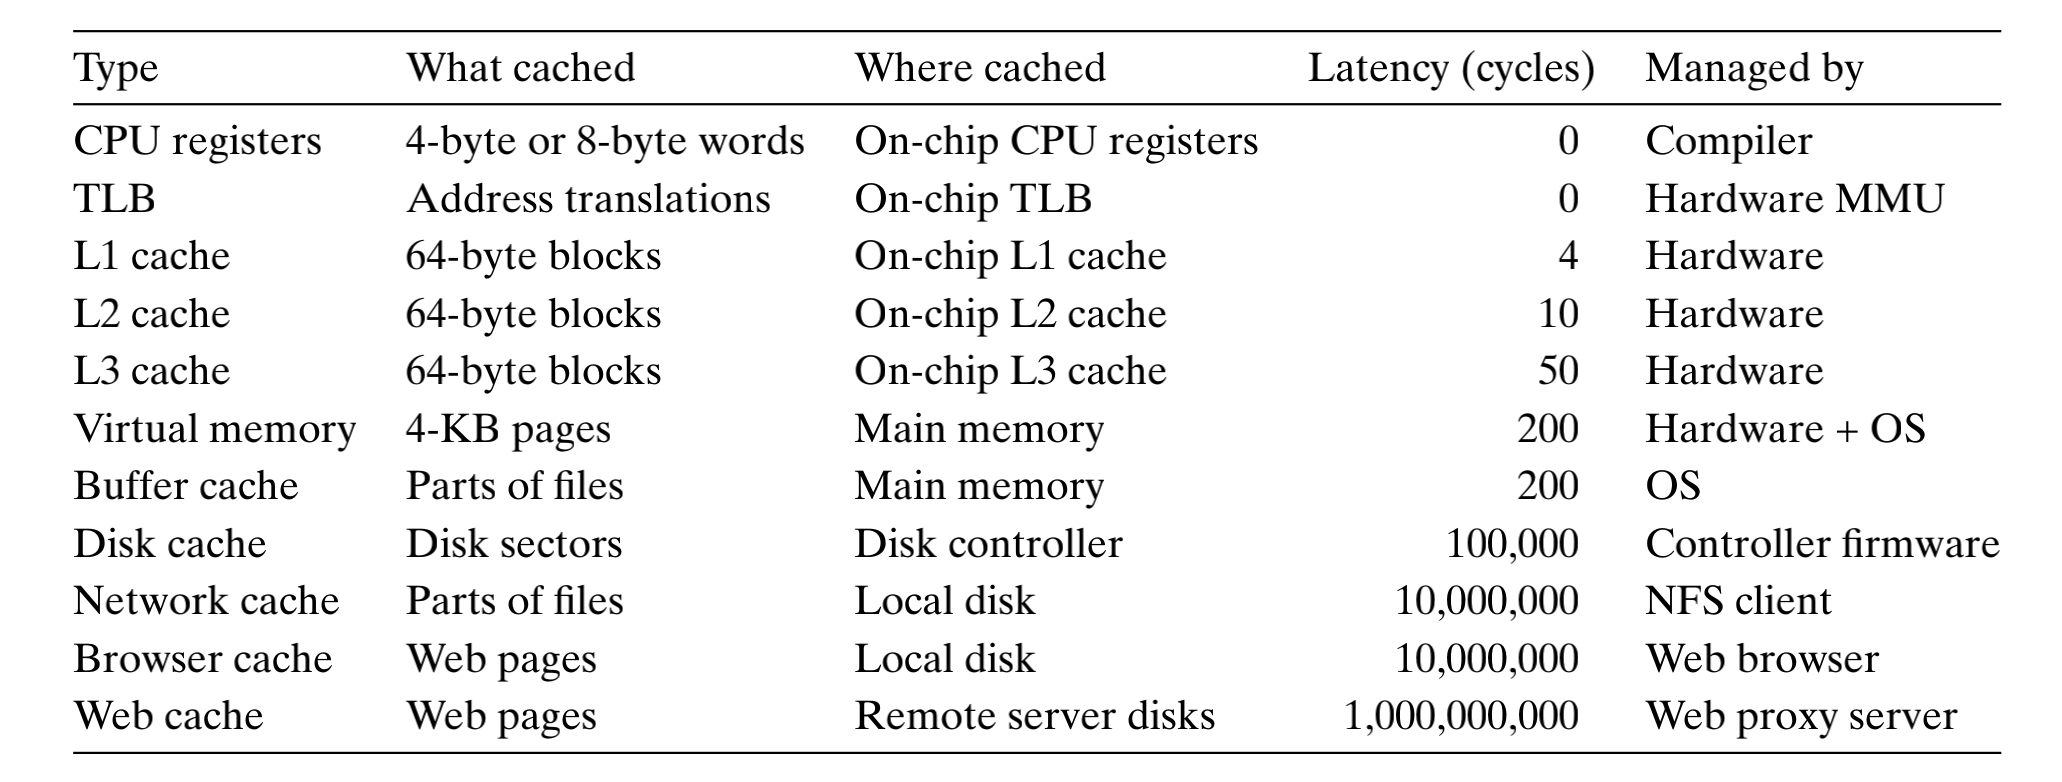 Type What cached Where cached Latency (cycles) Managed by
CPU registers 4-byte or 8-byte words On-chip CPU registers 0 Compiler
TLB Address translations On-chip TLB 0 Hardware MMU
L1 cache 64-byte blocks On-chip L1 cache 4 Hardware
L2 cache 64-byte blocks On-chip L2 cache 10 Hardware
L3 cache 64-byte blocks On-chip L3 cache 50 Hardware
Virtual memory 4-KB pages Main memory 200 Hardware + OS
Buffer cache Parts of files Main memory 200 OS
Disk cache Disk sectors Disk controller 100,000 Controller firmware
Network cache Parts of files Local disk 10,000,000 NFS client
Browser cache Web pages Local disk 10,000,000 Web browser
Web cache Web pages Remote server disks 1,000,000,000 Web proxy server